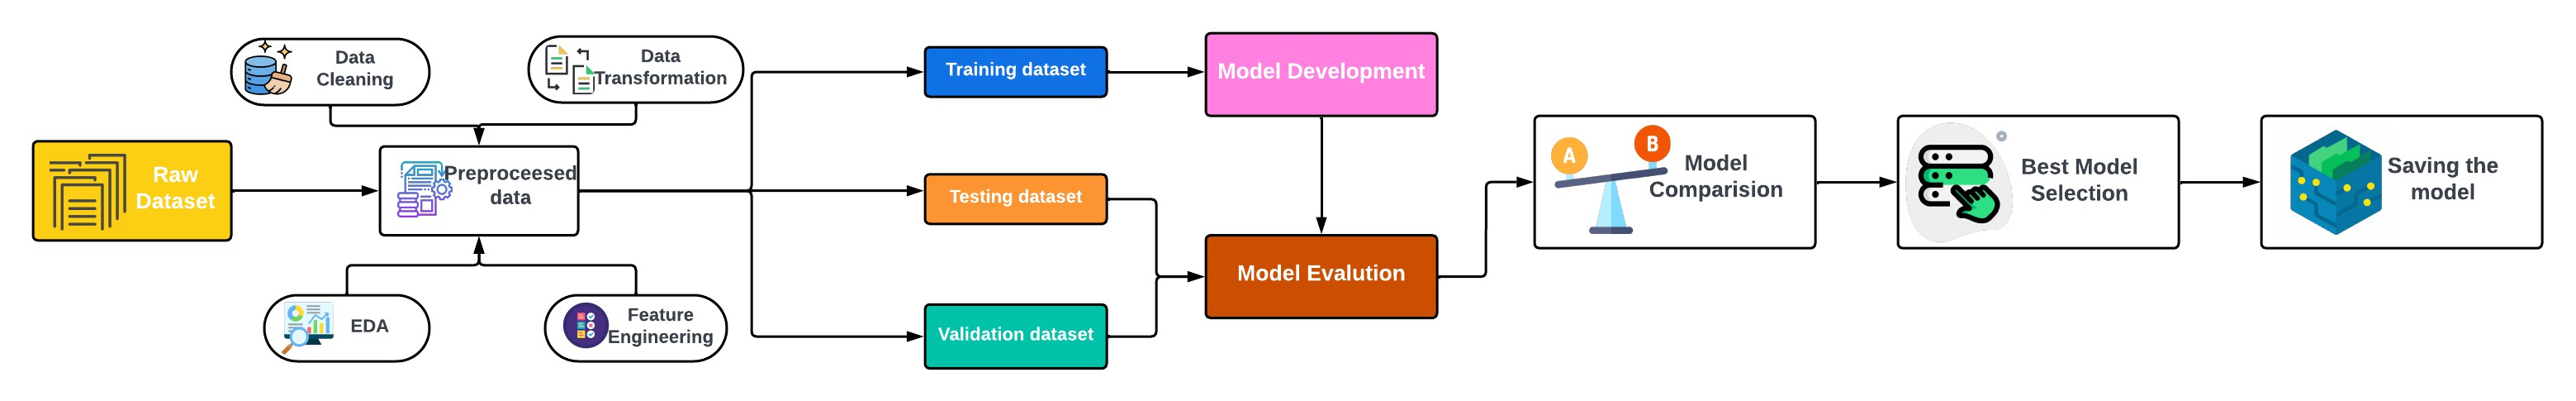 Data
Cleaning
Data
Transformation
Raw
Dataset
Preproceesed
data
EDA
Feature
Engineering
Training dataset
Testing dataset
Validation dataset
Model Development
Model Evalution
A
B
Model
Comparision
Best Model
Selection
Saving the
model